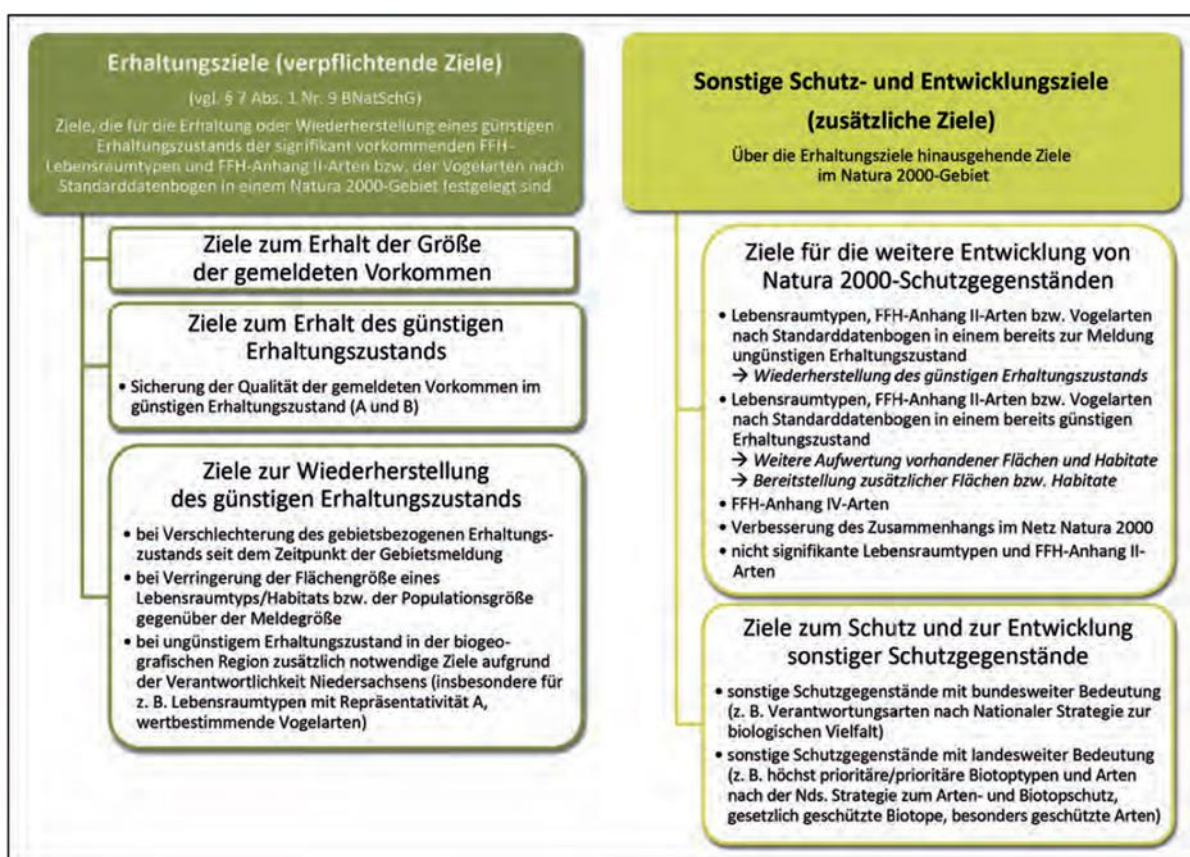 Erhaltungsziele (verpflichtende Ziele)
(vgl. § 7 Abs. 1 Nr. 9 BNatSchG)
Ziele, die für die Erhaltung oder Wiederherstellung eines günstigen
Erhaltungszustands der signifikant vorkommenden FFH-
Lebensraumtypen und FFH-Anhang II-Arten bzw. der Vogelarten nach
Standarddatenbogen in einem Natura 2000-Gebiet festgelegt sind
Ziele zum Erhalt der Größe
der gemeldeten Vorkommen
Ziele zum Erhalt des günstigen
Erhaltungszustands
• Sicherung der Qualität der gemeldeten Vorkommen im
günstigen Erhaltungszustand (A und B)
Ziele zur Wiederherstellung
des günstigen Erhaltungszustands
• bei Verschlechterung des gebietsbezogenen Erhaltungs-
zustands seit dem Zeitpunkt der Gebietsmeldung
• bei Verringerung der Flächengröße eines
Lebensraumtyps/Habitats bzw. der Populationsgröße
gegenüber der Meldegröße
• bei ungünstigem Erhaltungszustand in der biogeo-
grafischen Region zusätzlich notwendige Ziele aufgrund
der Verantwortlichkeit Niedersachsens (insbesondere für
z. B. Lebensraumtypen mit Repräsentativität A,
wertbestimmende Vogelarten)
Sonstige Schutz- und Entwicklungsziele
(zusätzliche Ziele)
Über die Erhaltungsziele hinausgehende Ziele
im Natura 2000-Gebiet
Ziele für die weitere Entwicklung von
Natura 2000-Schutzgegenständen
• Lebensraumtypen, FFH-Anhang II-Arten bzw. Vogelarten
nach Standarddatenbogen in einem bereits zur Meldung
ungünstigen Erhaltungszustand
→ Wiederherstellung des günstigen Erhaltungszustands
• Lebensraumtypen, FFH-Anhang II-Arten bzw. Vogelarten
nach Standarddatenbogen in einem bereits günstigen
Erhaltungszustand
→ Weitere Aufwertung vorhandener Flächen und Habitate
→ Bereitstellung zusätzlicher Flächen bzw. Habitate
• FFH-Anhang IV-Arten
• Verbesserung des Zusammenhangs im Netz Natura 2000
• nicht signifikante Lebensraumtypen und FFH-Anhang II-
Arten
Ziele zum Schutz und zur Entwicklung
sonstiger Schutzgegenstände
• sonstige Schutzgegenstände mit bundesweiter Bedeutung
(z. B. Verantwortungsarten nach Nationaler Strategie zur
biologischen Vielfalt)
• sonstige Schutzgegenstände mit landesweiter Bedeutung
(z. B. höchst prioritäre/prioritäre Biotoptypen und Arten
nach der Nds. Strategie zum Arten- und Biotopschutz,
gesetzlich geschützte Biotope, besonders geschützte Arten)